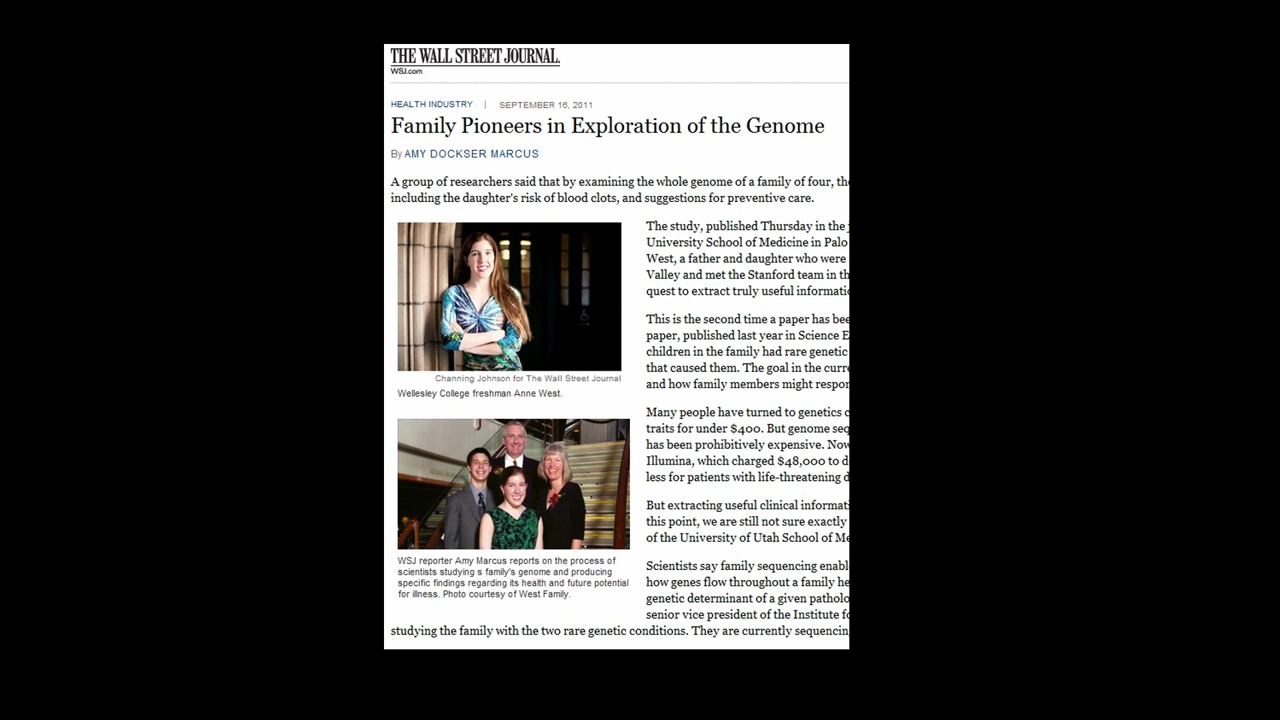 THE WALL STREET JOURNAL.
WSJ.com
HEALTH INDUSTRY | SEPTEMBER 16, 2011
Family Pioneers in Exploration of the Genome
By AMY DOCKSER MARCUS
A group of researchers said that by examining the whole genome of a family of four, the
including the daughter's risk of blood clots, and suggestions for preventive care.
Channing Johnson for The Wall Street Journal
Wellesley College freshman Anne West.
WSJ reporter Amy Marcus reports on the process of
scientists studying s family's genome and producing
specific findings regarding its health and future potential
for illness. Photo courtesy of West Family.
The study, published Thursday in the j
University School of Medicine in Palo
West, a father and daughter who were
Valley and met the Stanford team in th
quest to extract truly useful informatio
This is the second time a paper has bee
paper, published last year in Science E
children in the family had rare genetic
that caused them. The goal in the curre
and how family members might respon
Many people have turned to genetics c
traits for under $400. But genome seq
has been prohibitively expensive. Now
Illumina, which charged $48,000 to d
less for patients with life-threatening d
But extracting useful clinical informati
this point, we are still not sure exactly
of the University of Utah School of Me
Scientists say family sequencing enabl
how genes flow throughout a family he
genetic determinant of a given patholo
senior vice president of the Institute fo
studying the family with the two rare genetic conditions. They are currently sequencing